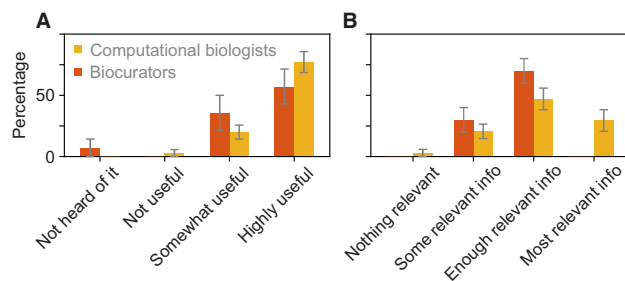 A
B
Computational biologists
Biocurators
Percentage
50
0
Not heard of it
Not useful
Somewhat useful
Highly useful
Nothing relevant
Some relevant info
Enough relevant info
Most relevant info